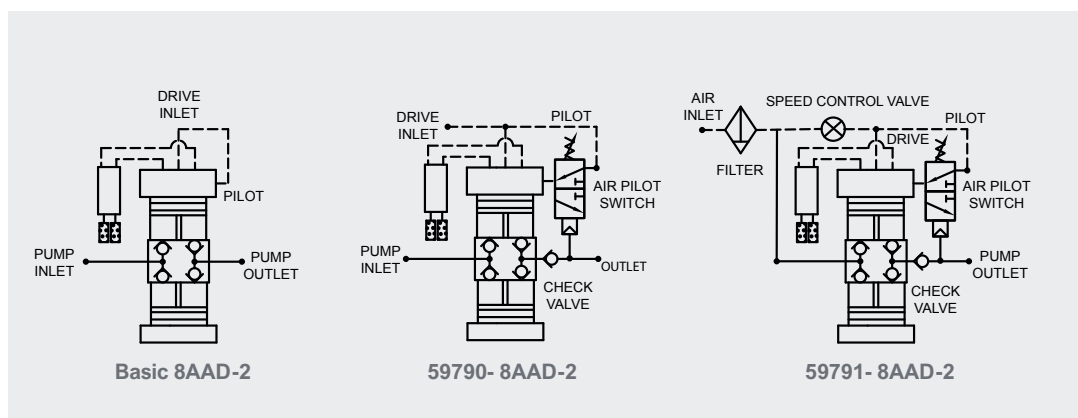 DRIVE
INLET
PILOT
PUMP
INLET
PUMP
OUTLET
Basic 8AAD-2
DRIVE
INLET
PILOT
AIR PILOT
SWITCH
PUMP
INLET
OUTLET
CHECK
VALVE
59790- 8AAD-2
AIR
INLET
SPEED CONTROL VALVE
PILOT
DRIVE
FILTER
AIR PILOT
SWITCH
PUMP
OUTLET
CHECK
VALVE
59791- 8AAD-2